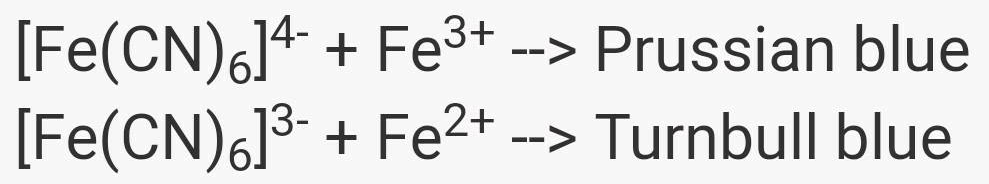 [Fe(CN)₆]⁴⁻ + Fe³⁺ --> Prussian blue
[Fe(CN)₆]³⁻ + Fe²⁺ --> Turnbull blue